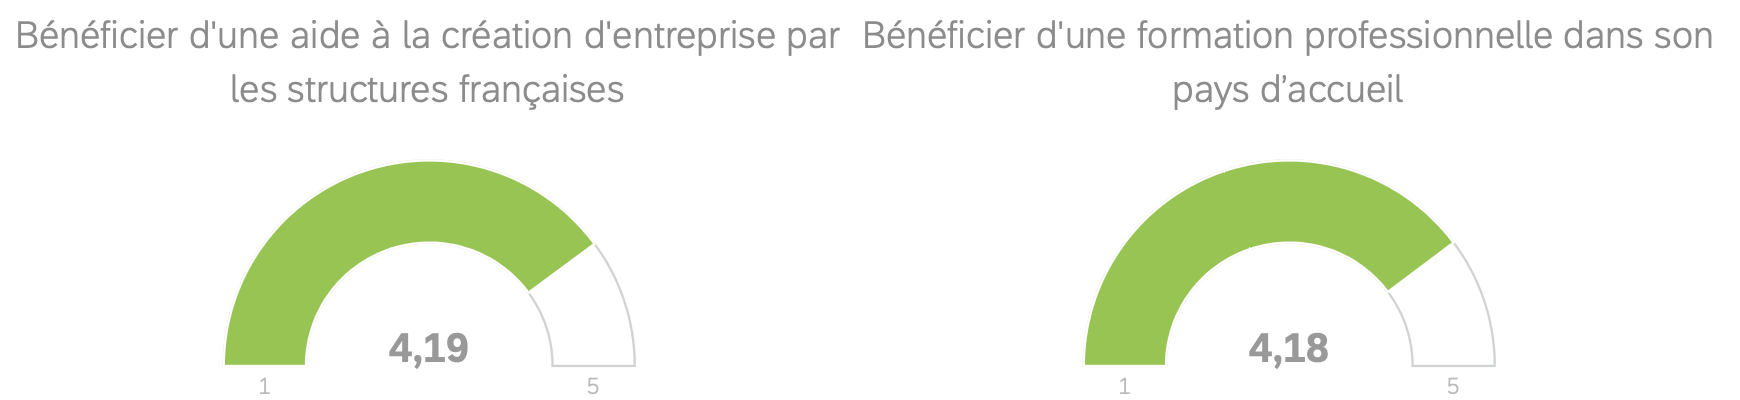 Bénéficier d'une aide à la création d'entreprise par
les structures françaises
4,19
1
5
Bénéficier d'une formation professionnelle dans son
pays d’accueil
4,18
1
5